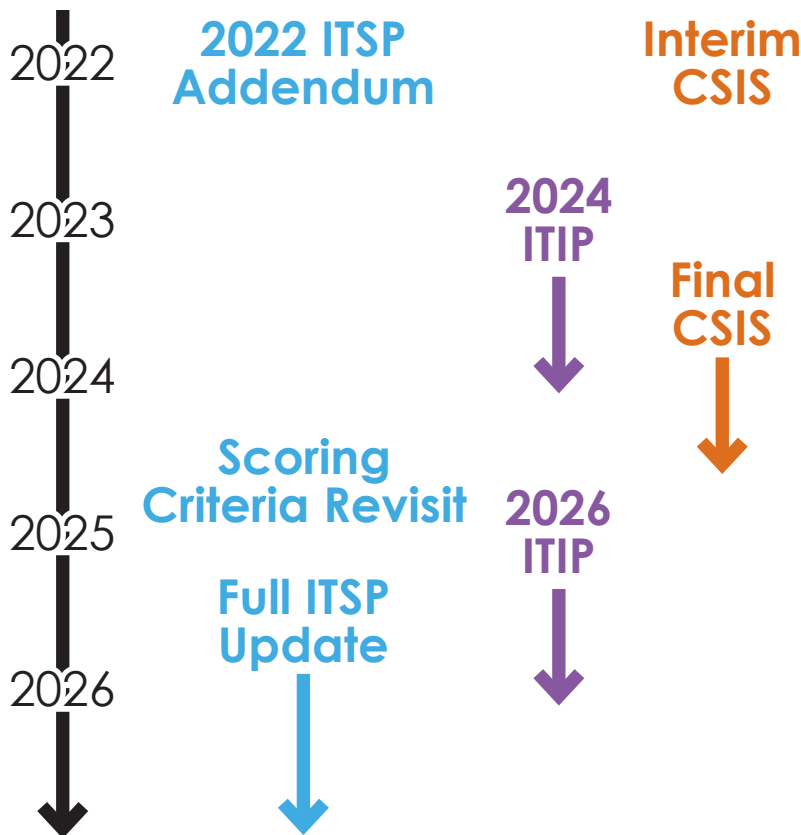 2022
2022 ITSP
Addendum
Interim
CSIS
2023
2024
ITIP
Final
CSIS
2024
Scoring
Criteria Revisit
2025
2026
ITIP
Full ITSP
Update
2026